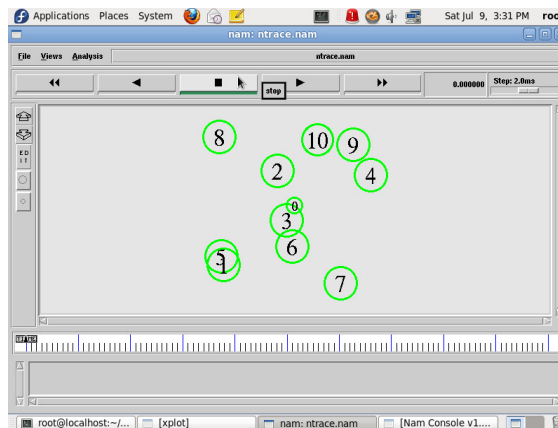 Applications Places System Sat Jul 9, 3:31 PM roo
nam: ntrace.nam
File Views Analysis ntrace.nam
0.000000 Step: 2.0ms
stop
8
10
9
2
4
0
3
6
5
1
7
E D
I T
root@localhost:~/... [xplot] nam: ntrace.nam [Nam Console v1....